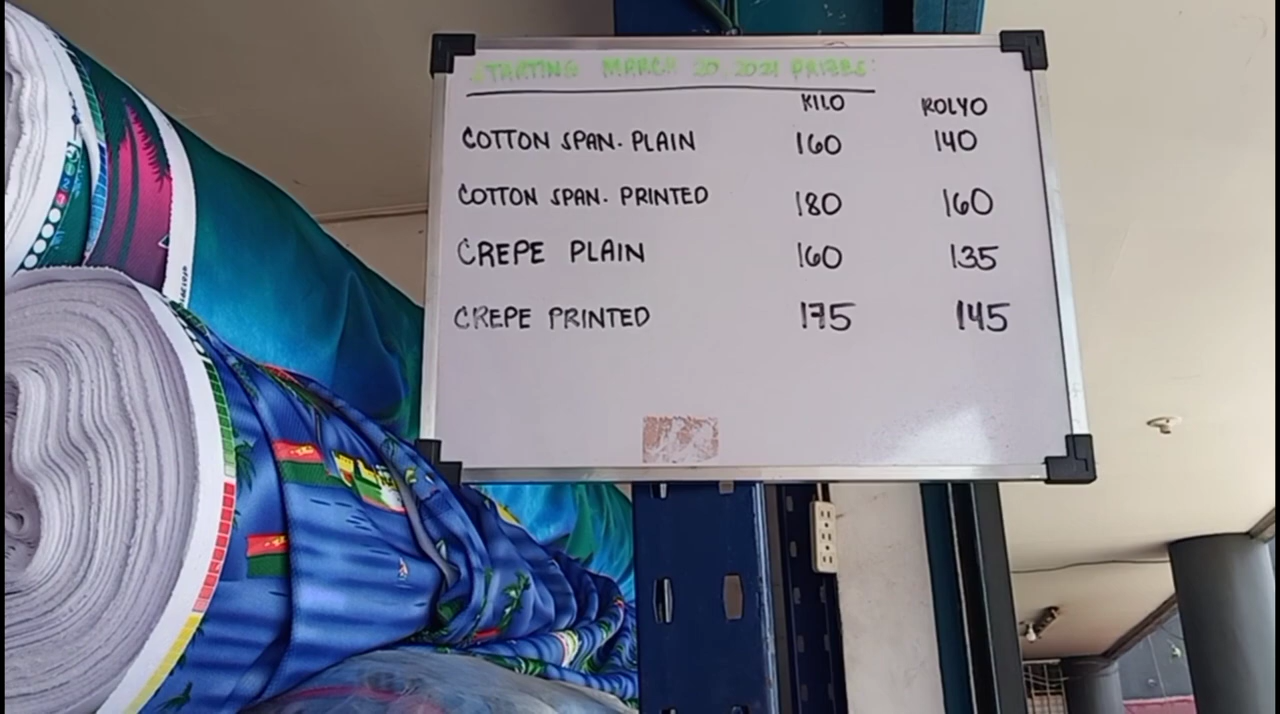 STARTING MARCH 20 2021 PRIZES:
KILO ROLYO
COTTON SPAN. PLAIN 160 140
COTTON SPAN. PRINTED 180 160
CREPE PLAIN 160 135
CREPE PRINTED 175 145